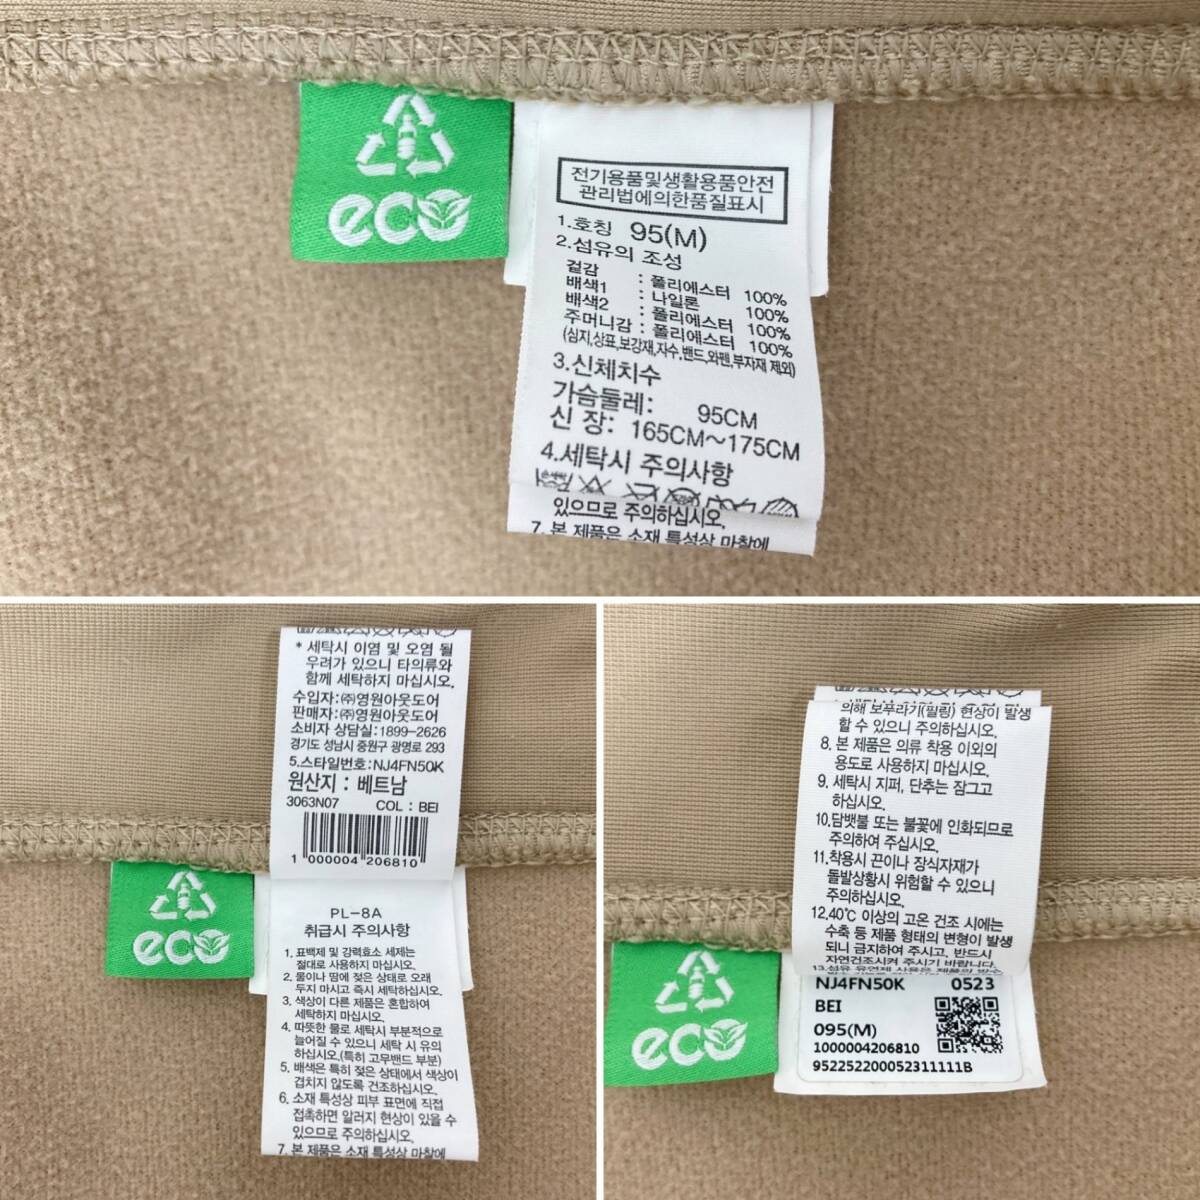 eco
전기용품및생활용품안전
관리법에의한품질표시
1.호칭 95(M)
2.섬유의 조성
겉감 : 폴리에스터 100%
배색1 : 나일론 100%
배색2 : 폴리에스터 100%
주머니감 : 폴리에스터 100%
(심지,상표,보강재,자수,밴드,와펜,부자재 제외)
3.신체치수
가슴둘레: 95CM
신 장: 165CM~175CM
4.세탁시 주의사항
있으므로 주의하십시오.
7. 본 제품은 소재 특성상 마찰에
* 세탁시 이염 및 오염 될
우려가 있으니 타의류와
함께 세탁하지 마십시오.
수입자:㈜영원아웃도어
판매자:㈜영원아웃도어
소비자 상담실:1899-2626
경기도 성남시 중원구 광명로 293
5.스타일번호:NJ4FN50K
원산지 : 베트남
3063N07 COL : BEI
1 000004 206810
eco
PL-8A
취급시 주의사항
1. 표백제 및 강력효소 세제는
절대로 사용하지 마십시오.
2. 물이나 땀에 젖은 상태로 오래
두지 마시고 즉시 세탁하십시오.
3. 색상이 다른 제품은 혼합하여
세탁하지 마십시오.
4. 따뜻한 물로 세탁시 부분적으로
늘어질 수 있으니 세탁 시 유의
하십시오.(특히 고무밴드 부분)
5. 배색은 특히 젖은 상태에서 색상이
겹치지 않도록 건조하십시오.
6. 소재 특성상 피부 표면에 직접
접촉하면 알러지 현상이 있을 수
있으므로 주의하십시오.
7. 본 제품은 소재 특성상 마찰에
의해 보푸라기(필링) 현상이 발생
할 수 있으니 주의하십시오.
8. 본 제품은 의류 착용 이외의
용도로 사용하지 마십시오.
9. 세탁시 지퍼, 단추는 잠그고
하십시오.
10.담뱃불 또는 불꽃에 인화되므로
주의하여 주십시오.
11.착용시 끈이나 장식자재가
돌발상황시 위험할 수 있으니
주의하십시오.
12.40℃ 이상의 고온 건조 시에는
수축 등 제품 형태의 변형이 발생
되니 금지하여 주시고, 반드시
자연건조시켜 주시기 바랍니다.
13.섬유 유연제 사용은 제품의 발수
eco
NJ4FN50K 0523
BEI
095(M)
1000004206810
952252200052311111B